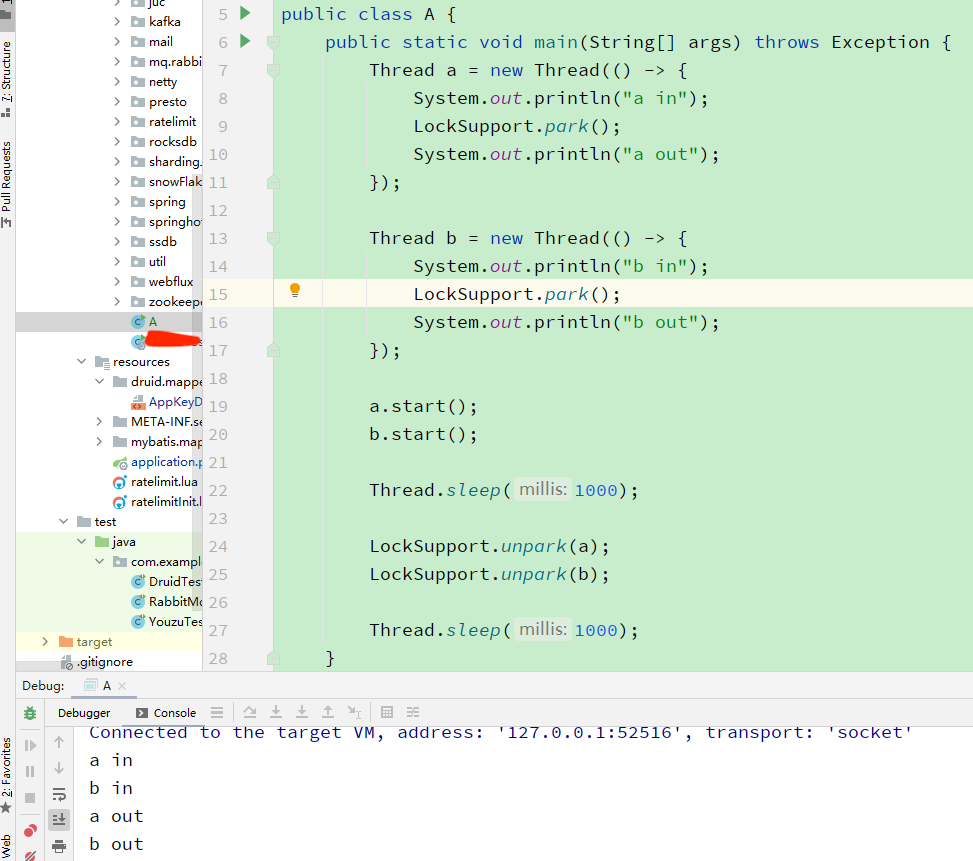 1:
7: Structure
Pull Requests
2: Favorites
Web
juc
kafka
mail
mq.rabbi
netty
presto
ratelimit
rocksdb
sharding.
snowFlak
spring
springho
ssdb
util
webflux
zookeepe
A
resources
druid.mappe
AppKeyD
META-INF.se
mybatis.map
application.p
ratelimit.lua
ratelimitInit.l
test
java
com.exampl
DruidTes
RabbitMo
YouzuTes
target
.gitignore
5 public class A {
6 public static void main(String[] args) throws Exception {
7 Thread a = new Thread(() -> {
8 System.out.println("a in");
9 LockSupport.park();
10 System.out.println("a out");
11 });
12
13 Thread b = new Thread(() -> {
14 System.out.println("b in");
15 LockSupport.park();
16 System.out.println("b out");
17 });
18
19 a.start();
20 b.start();
21
22 Thread.sleep( millis: 1000);
23
24 LockSupport.unpark(a);
25 LockSupport.unpark(b);
26
27 Thread.sleep( millis: 1000);
28 }
Debug: A
Debugger Console
Connected to the target VM, address: '127.0.0.1:52516', transport: 'socket'
a in
b in
a out
b out